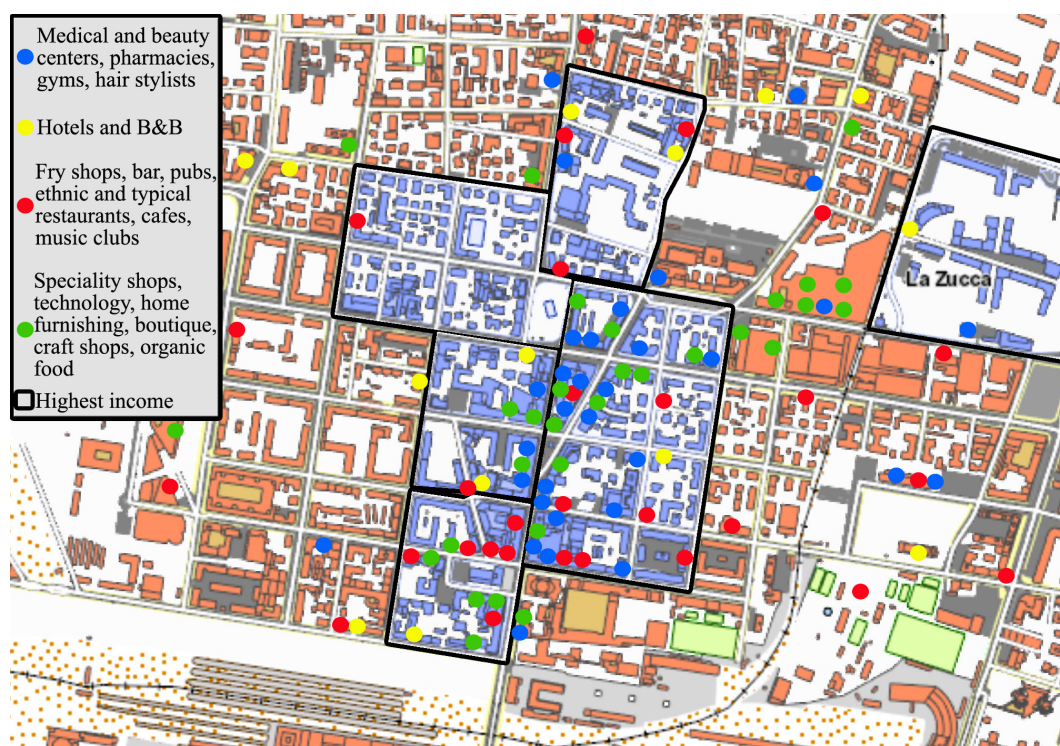 Medical and beauty
centers, pharmacies,
gyms, hair stylists
Hotels and B&B
Fry shops, bar, pubs,
ethnic and typical
restaurants, cafes,
music clubs
Speciality shops,
technology, home
furnishing, boutique,
craft shops, organic
food
Highest income
La Zucca